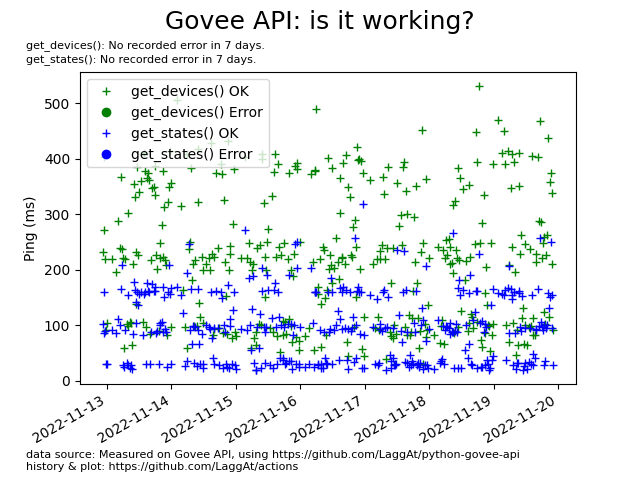 Govee API: is it working?
get_devices(): No recorded error in 7 days.
get_states(): No recorded error in 7 days.
get_devices() OK
get_devices() Error
get_states() OK
get_states() Error
Ping (ms)
500
400
300
200
100
0
2022-11-13
2022-11-14
2022-11-15
2022-11-16
2022-11-17
2022-11-18
2022-11-19
2022-11-20
data source: Measured on Govee API, using https://github.com/LaggAt/python-govee-api
history & plot: https://github.com/LaggAt/actions